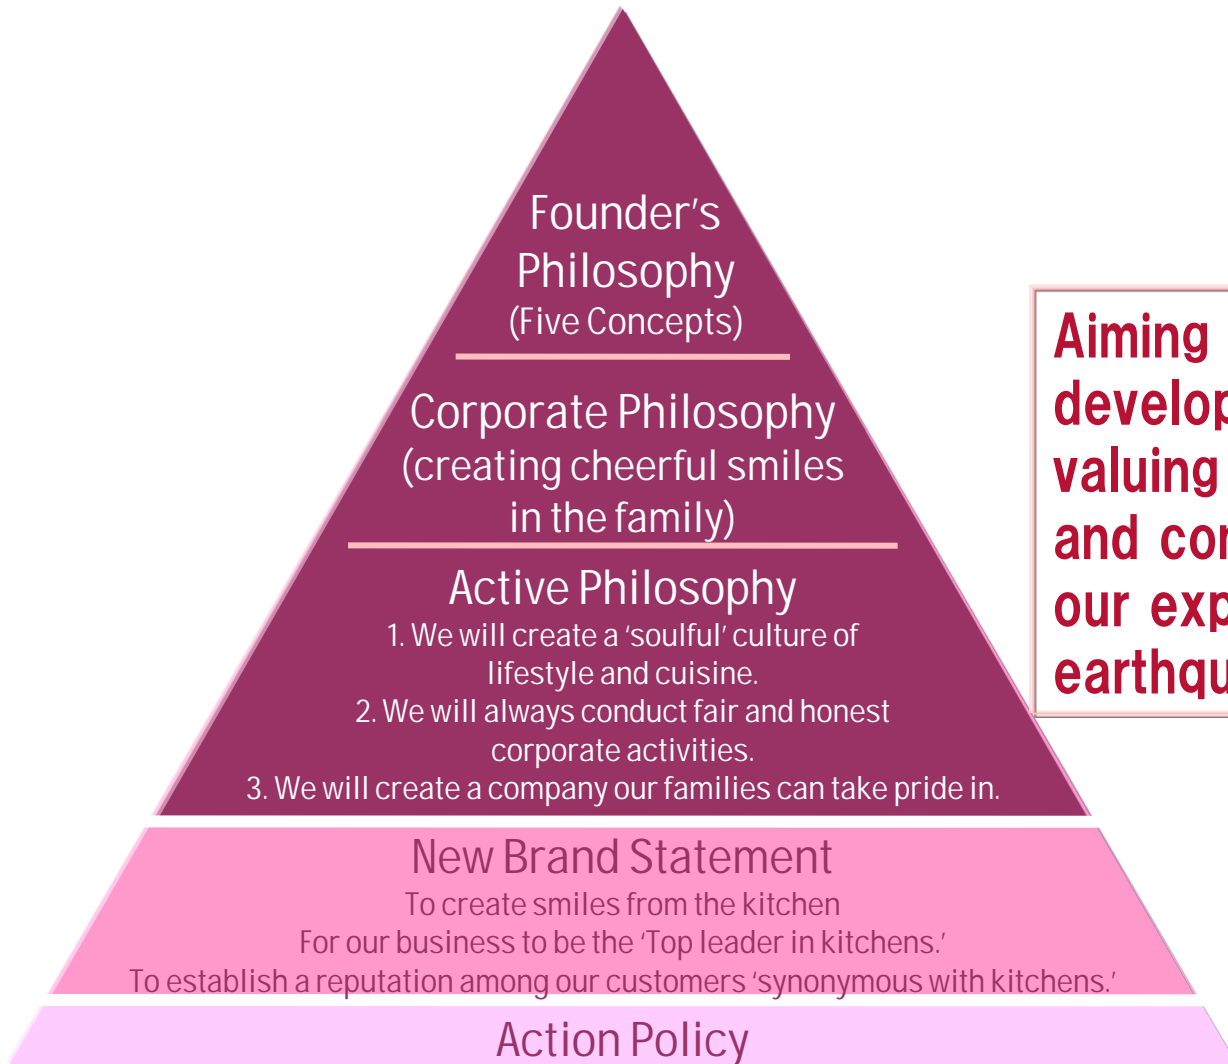 Founder's
Philosophy
(Five Concepts)
Corporate Philosophy
(creating cheerful smiles
in the family)
Active Philosophy
1. We will create a ‘soulful’ culture of
lifestyle and cuisine.
2. We will always conduct fair and honest
corporate activities.
3. We will create a company our families can take pride in.
New Brand Statement
To create smiles from the kitchen
For our business to be the ‘Top leader in kitchens.’
To establish a reputation among our customers ‘synonymous with kitchens.’
Action Policy
Aiming
valuing
and
our